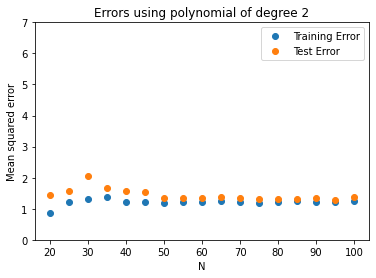 Errors using polynomial of degree 2
Training Error
Test Error
Mean squared error
7
6
5
4
3
2
1
0
20 30 40 50 60 70 80 90 100
N